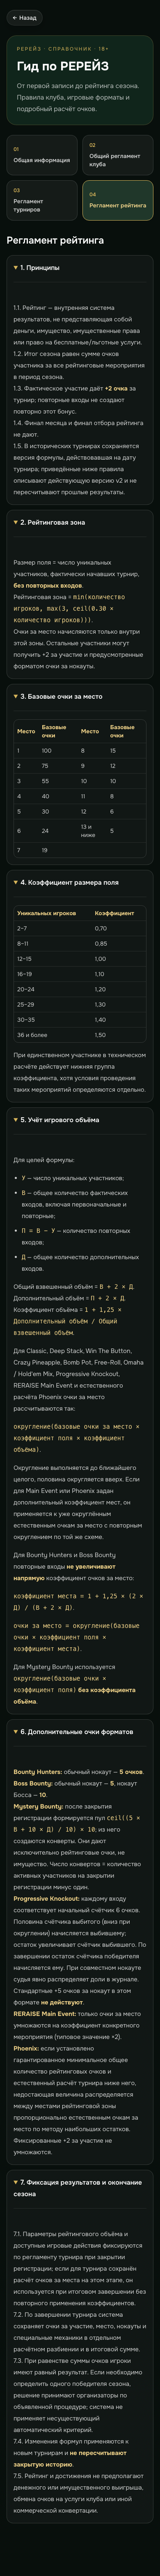 ← Назад
РЕРЕЙЗ · СПРАВОЧНИК · 18+
Гид по РЕРЕЙЗ
От первой записи до рейтинга сезона.
Правила клуба, игровые форматы и
подробный расчёт очков.
01
Общая информация
02
Общий регламент
клуба
03
Регламент
турниров
04
Регламент рейтинга
Регламент рейтинга
▼ 1. Принципы
1.1. Рейтинг — внутренняя система
результатов, не представляющая собой
деньги, имущество, имущественные права
или право на бесплатные/льготные услуги.
1.2. Итог сезона равен сумме очков
участника за все рейтинговые мероприятия
в период сезона.
1.3. Фактическое участие даёт +2 очка за
турнир; повторные входы не создают
повторно этот бонус.
1.4. Финал месяца и финал отбора рейтинга
не дают.
1.5. В исторических турнирах сохраняется
версия формулы, действовавшая на дату
турнира; приведённые ниже правила
описывают действующую версию v2 и не
пересчитывают прошлые результаты.
▼ 2. Рейтинговая зона
Размер поля = число уникальных
участников, фактически начавших турнир,
без повторных входов.
Рейтинговая зона = min(количество
игроков, max(3, ceil(0.30 ×
количество игроков))).
Очки за место начисляются только внутри
этой зоны. Остальные участники могут
получить +2 за участие и предусмотренные
форматом очки за нокауты.
▼ 3. Базовые очки за место
Место Базовые очки Место Базовые очки
1 100 8 15
2 75 9 12
3 55 10 10
4 40 11 8
5 30 12 6
6 24 13 и ниже 5
7 19
▼ 4. Коэффициент размера поля
Уникальных игроков Коэффициент
2–7 0,70
8–11 0,85
12–15 1,00
16–19 1,10
20–24 1,20
25–29 1,30
30–35 1,40
36 и более 1,50
При единственном участнике в техническом
расчёте действует нижняя группа
коэффициента, хотя условия проведения
таких мероприятий определяются отдельно.
▼ 5. Учёт игрового объёма
Для целей формулы:
• У — число уникальных участников;
• В — общее количество фактических
входов, включая первоначальные и
повторные;
• П = В − У — количество повторных
входов;
• Д — общее количество дополнительных
входов.
Общий взвешенный объём = В + 2 × Д.
Дополнительный объём = П + 2 × Д.
Коэффициент объёма = 1 + 1,25 ×
Дополнительный объём / Общий
взвешенный объём.
Для Classic, Deep Stack, Win The Button,
Crazy Pineapple, Bomb Pot, Free-Roll, Omaha
/ Hold'em Mix, Progressive Knockout,
RERAISE Main Event и естественного
расчёта Phoenix очки за место
рассчитываются так:
округление(базовые очки за место ×
коэффициент поля × коэффициент
объёма).
Округление выполняется до ближайшего
целого, половина округляется вверх. Если
для Main Event или Phoenix задан
дополнительный коэффициент мест, он
применяется к уже округлённым
естественным очкам за место с повторным
округлением по той же схеме.
Для Bounty Hunters и Boss Bounty
повторные входы не увеличивают
напрямую коэффициент очков за место:
коэффициент места = 1 + 1,25 × (2 ×
Д) / (В + 2 × Д).
очки за место = округление(базовые
очки × коэффициент поля ×
коэффициент места).
Для Mystery Bounty используется
округление(базовые очки ×
коэффициент поля) без коэффициента
объёма.
▼ 6. Дополнительные очки форматов
Bounty Hunters: обычный нокаут — 5 очков.
Boss Bounty: обычный нокаут — 5, нокаут
Босса — 10.
Mystery Bounty: после закрытия
регистрации формируется пул ceil((5 ×
В + 10 × Д) / 10) × 10; из него
создаются конверты. Они дают
исключительно рейтинговые очки, не
имущество. Число конвертов = количество
активных участников на закрытии
регистрации минус один.
Progressive Knockout: каждому входу
соответствует начальный счётчик 6 очков.
Половина счётчика выбитого (вниз при
округлении) начисляется выбившему;
остаток увеличивает счётчик выбившего. По
завершении остаток счётчика победителя
начисляется ему. При совместном нокауте
судья явно распределяет доли в журнале.
Стандартные +5 очков за нокаут в этом
формате не действуют.
RERAISE Main Event: только очки за место
умножаются на коэффициент конкретного
мероприятия (типовое значение ×2).
Phoenix: если установлено
гарантированное минимальное общее
количество рейтинговых очков и
естественный расчёт турнира ниже него,
недостающая величина распределяется
между местами рейтинговой зоны
пропорционально естественным очкам за
место по методу наибольших остатков.
Фиксированные +2 за участие не
умножаются.
▼ 7. Фиксация результатов и окончание
сезона
7.1. Параметры рейтингового объёма и
доступные игровые действия фиксируются
по регламенту турнира при закрытии
регистрации; если для турнира сохранён
расчёт очков за места на этом этапе, он
используется при итоговом завершении без
повторного применения коэффициентов.
7.2. По завершении турнира система
сохраняет очки за участие, место, нокауты и
специальные механики в отдельном
расчётном разбиении и в итоговой сумме.
7.3. При равенстве суммы очков игроки
имеют равный результат. Если необходимо
определить одного победителя сезона,
решение принимают организаторы по
объявленной процедуре; система не
применяет несуществующий
автоматический критерий.
7.4. Изменения формул применяются к
новым турнирам и не пересчитывают
закрытую историю.
7.5. Рейтинг и достижения не предполагают
денежного или имущественного выигрыша,
обмена очков на услуги клуба или иной
коммерческой конвертации.